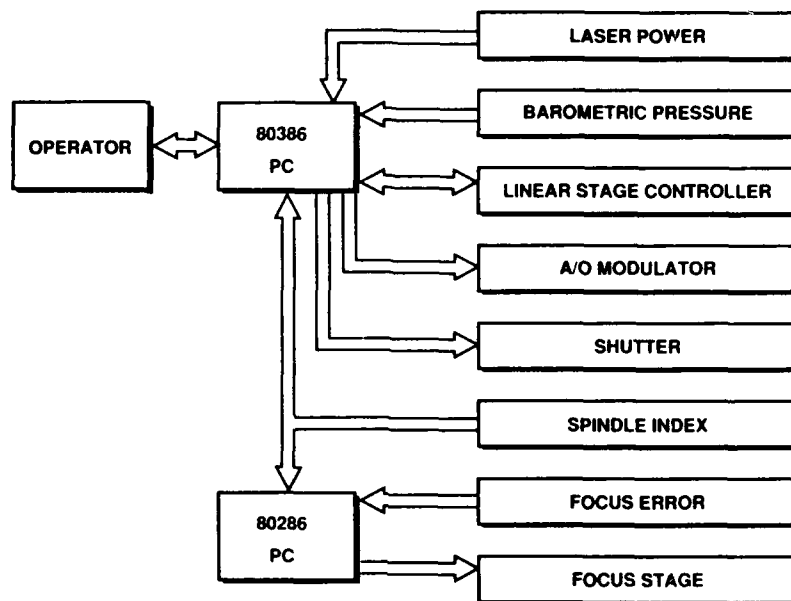 LASER POWER
BAROMETRIC PRESSURE
OPERATOR
80386
PC
LINEAR STAGE CONTROLLER
A/O MODULATOR
SHUTTER
SPINDLE INDEX
80286
PC
FOCUS ERROR
FOCUS STAGE